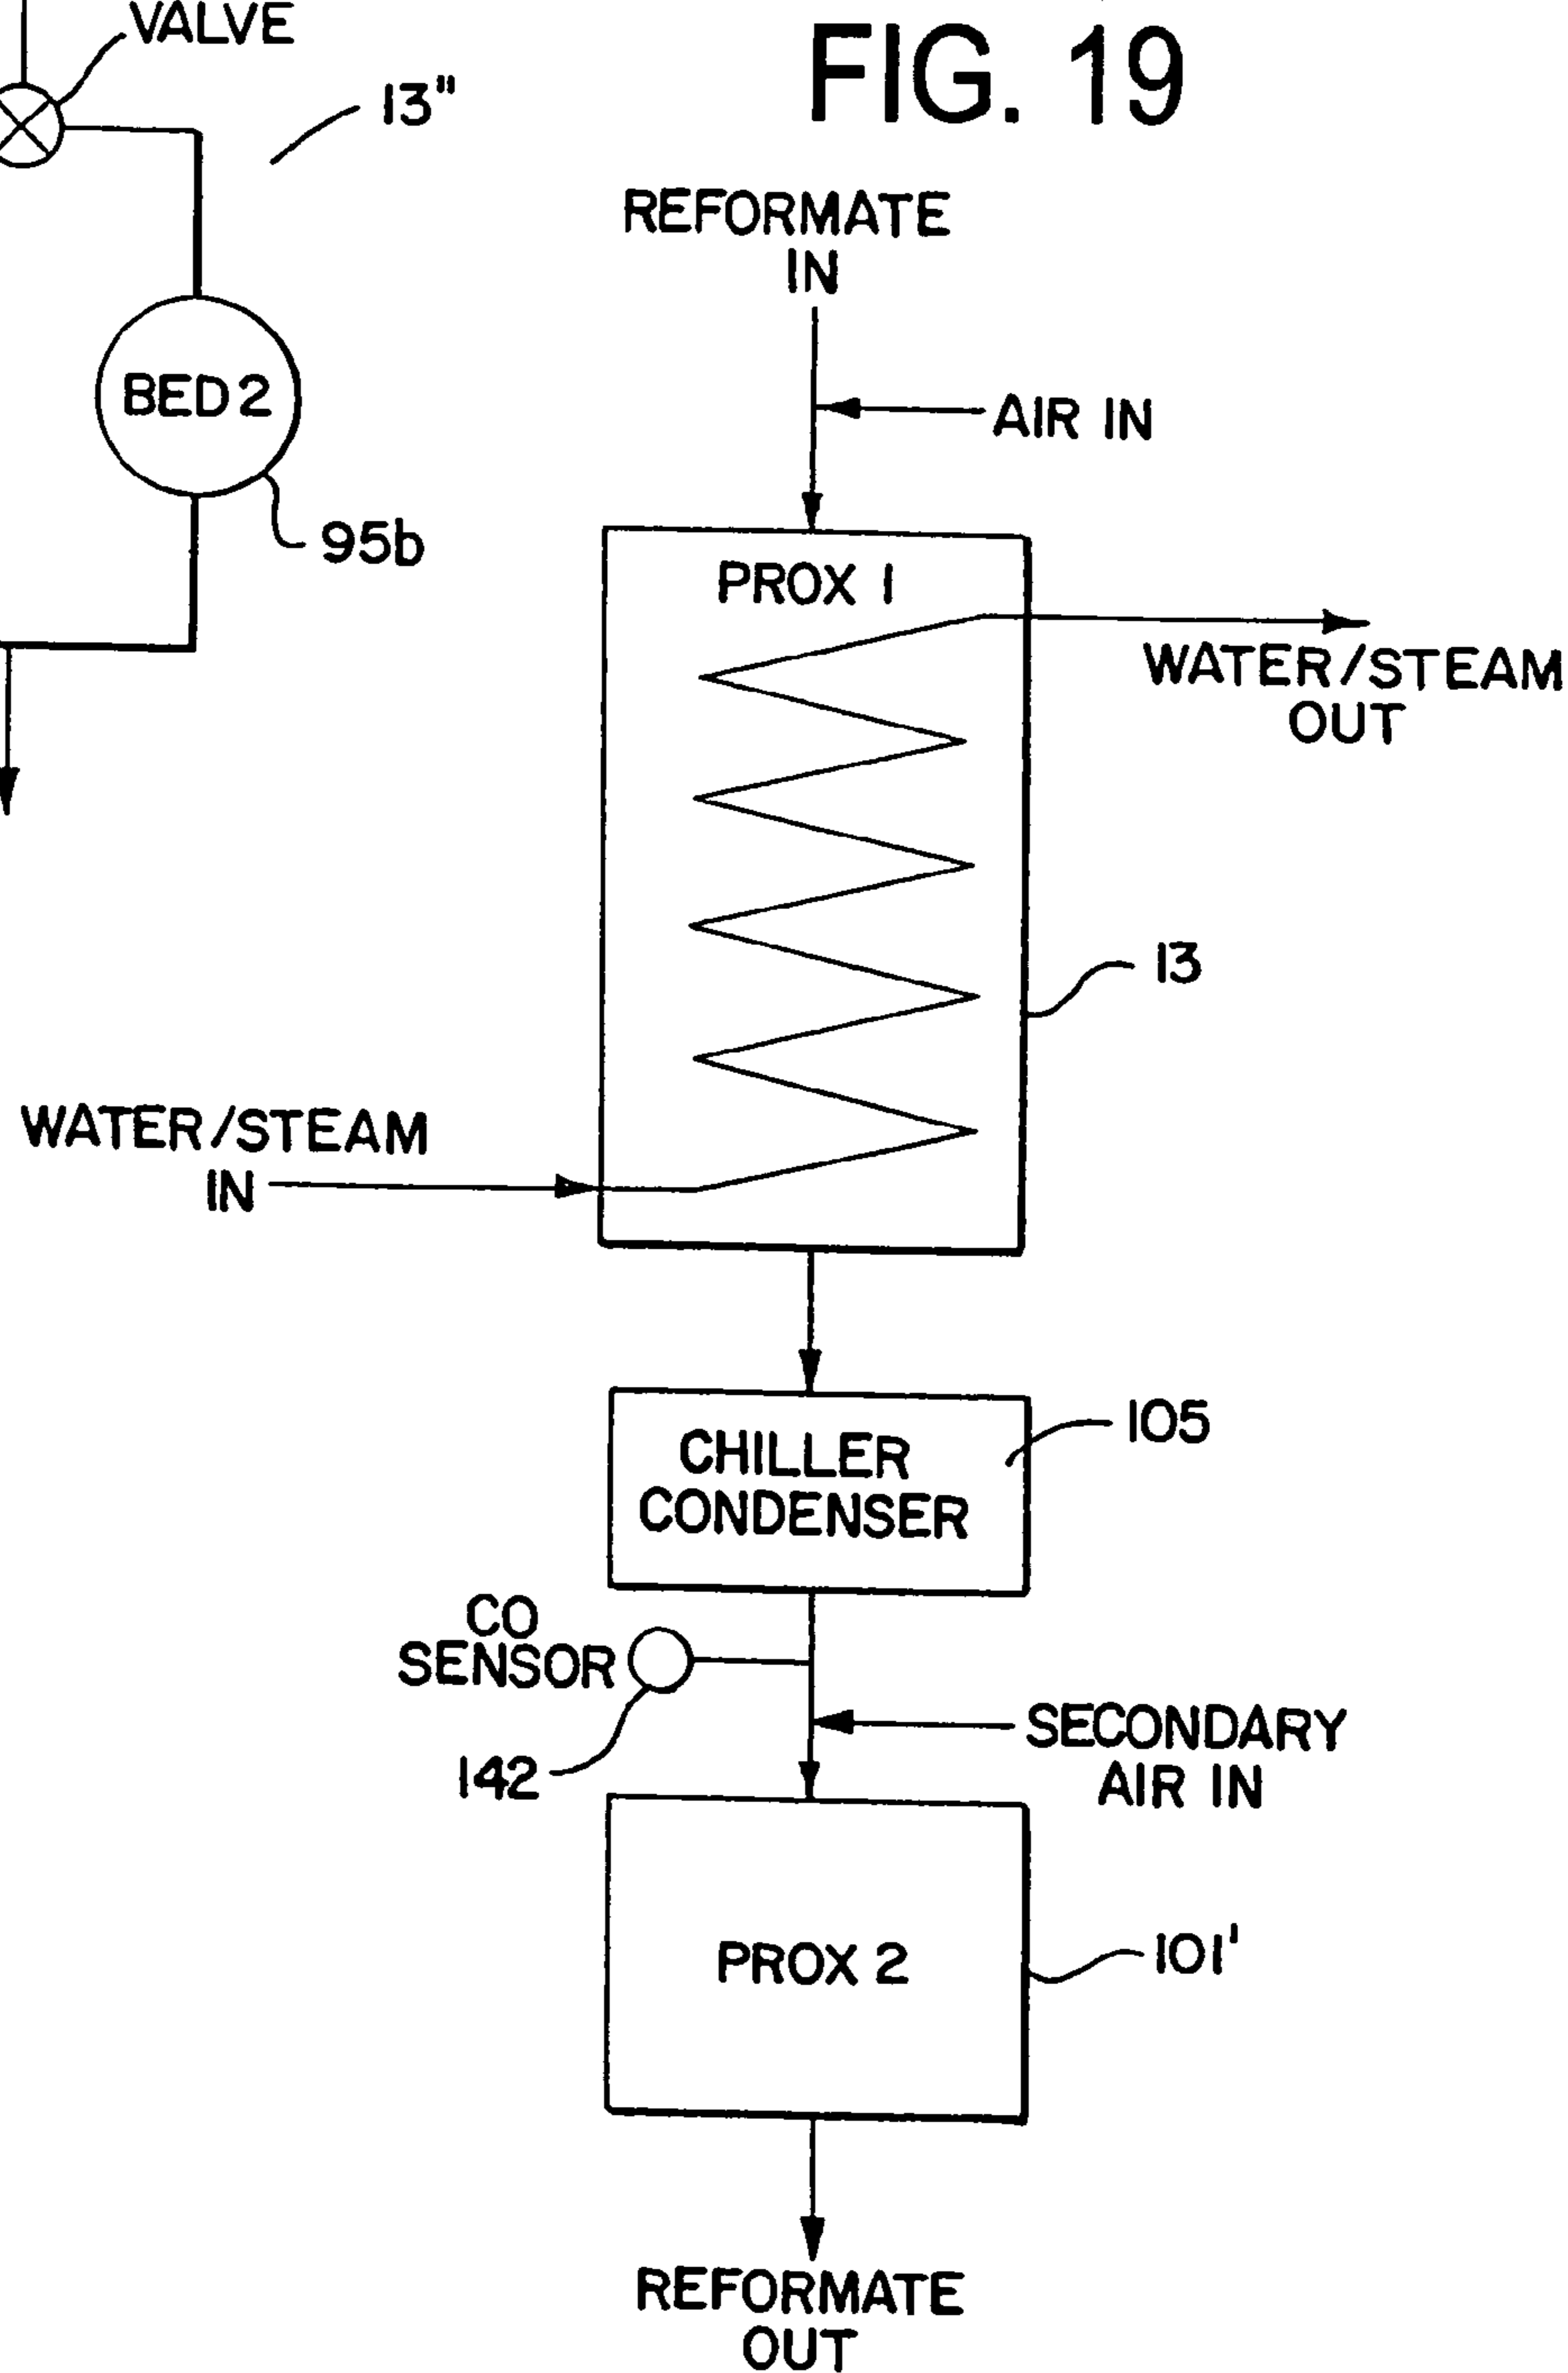 VALVE
13"
BED 2
95b
FIG. 19
REFORMATE
IN
AIR IN
PROX 1
WATER/STEAM
OUT
13
WATER/STEAM
IN
CHILLER
CONDENSER
105
CO
SENSOR
142
SECONDARY
AIR IN
PROX 2
101'
REFORMATE
OUT